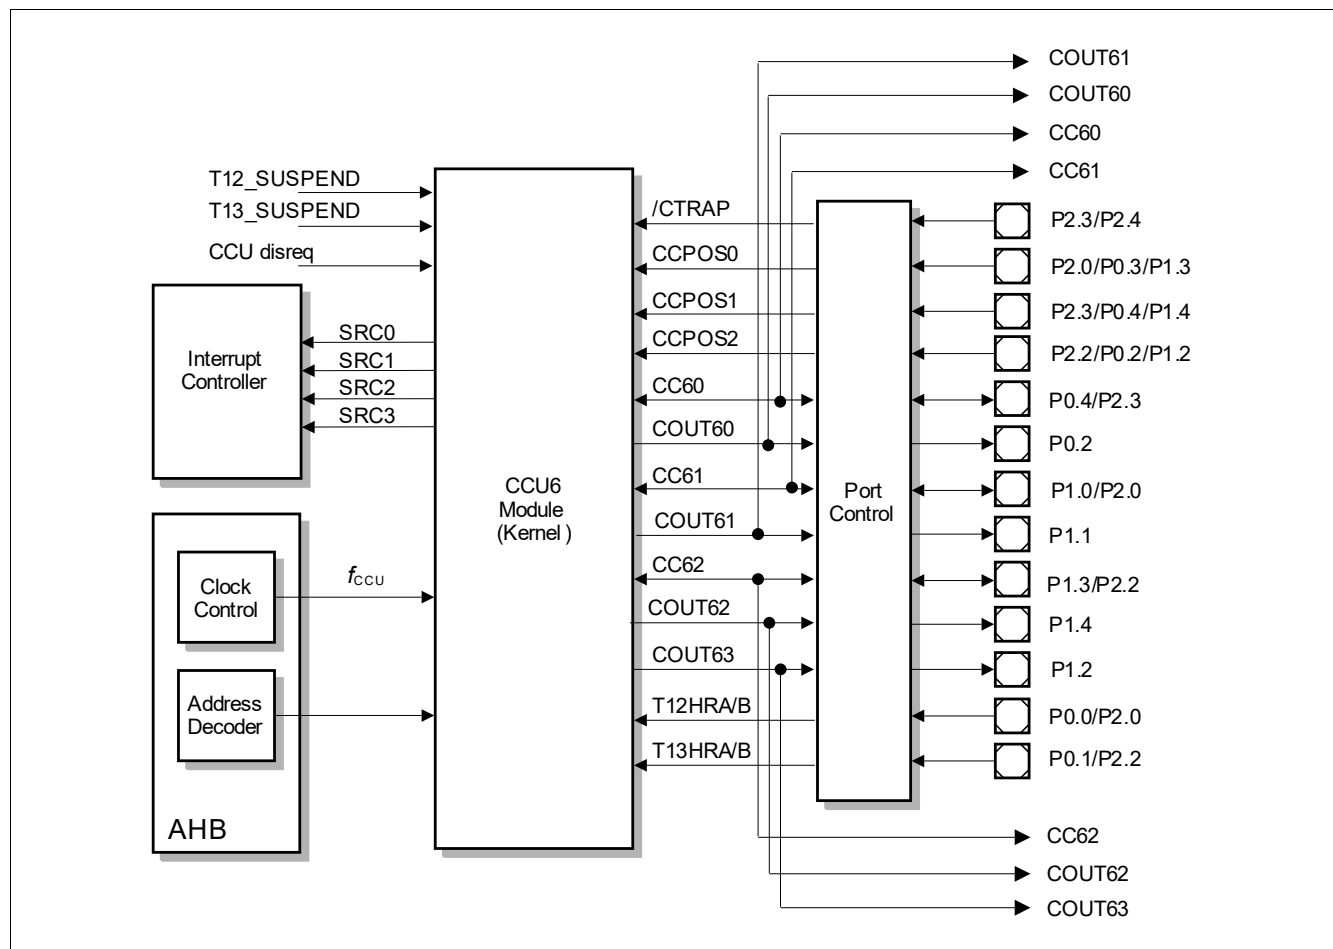 COUT61
COUT60
CC60
CC61
T12_SUSPEND
T13_SUSPEND
CCU disreq
Interrupt
Controller
SRC0
SRC1
SRC2
SRC3
Clock
Control
fCCU
Address
Decoder
AHB
CCU6
Module
(Kernel )
/CTRAP
CCPOS0
CCPOS1
CCPOS2
CC60
COUT60
CC61
COUT61
CC62
COUT62
COUT63
T12HRA/B
T13HRA/B
Port
Control
P2.3/P2.4
P2.0/P0.3/P1.3
P2.3/P0.4/P1.4
P2.2/P0.2/P1.2
P0.4/P2.3
P0.2
P1.0/P2.0
P1.1
P1.3/P2.2
P1.4
P1.2
P0.0/P2.0
P0.1/P2.2
CC62
COUT62
COUT63